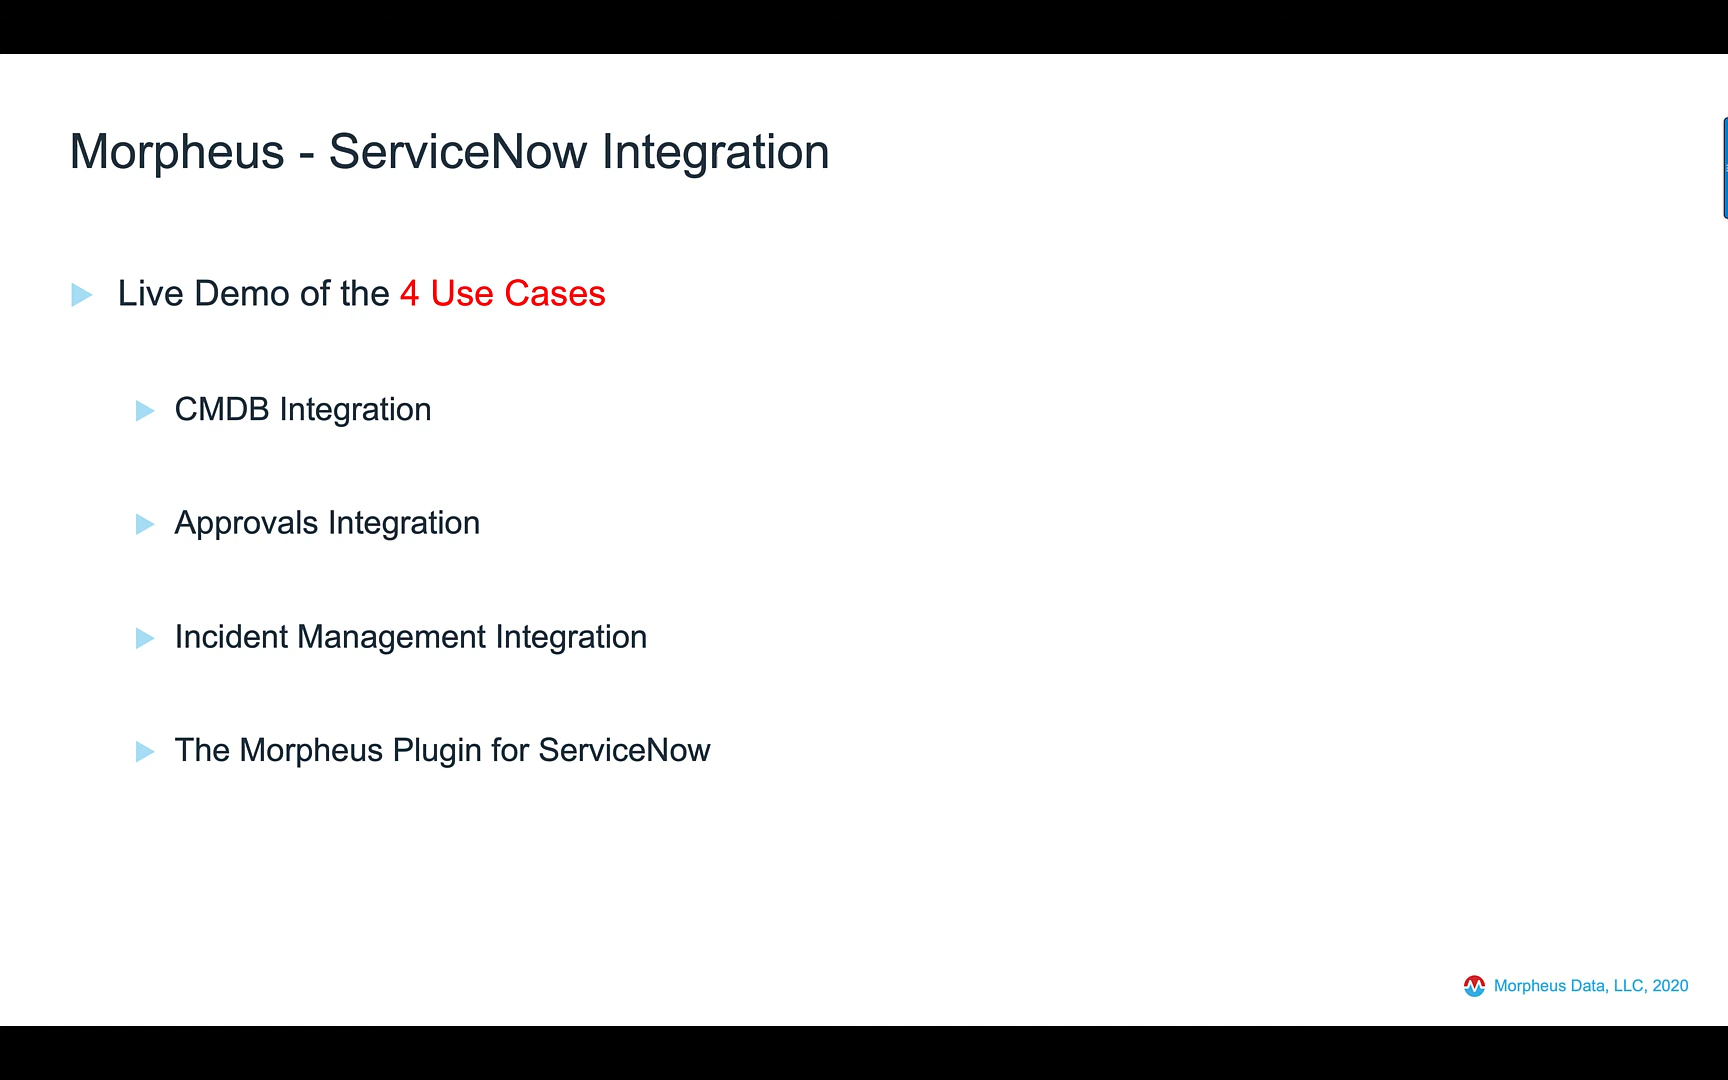 Morpheus - ServiceNow Integration
Live Demo of the 4 Use Cases
CMDB Integration
Approvals Integration
Incident Management Integration
The Morpheus Plugin for ServiceNow
Morpheus Data, LLC, 2020